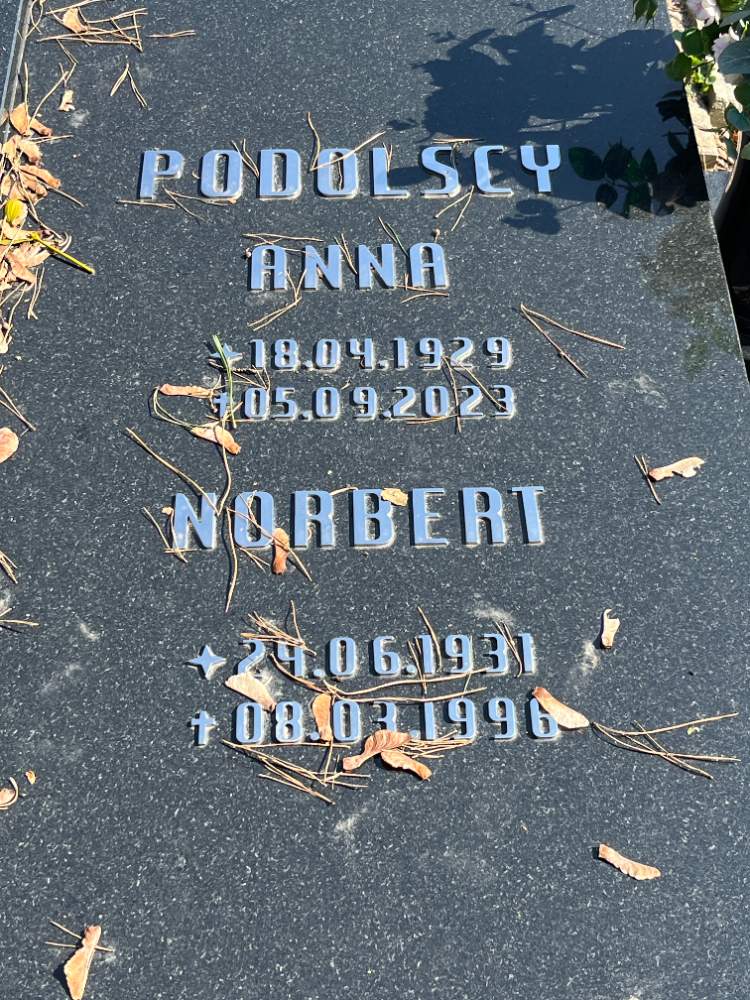 PODOLSCY
ANNA
✦ 18.04.1929
✝ 05.09.2023
NORBERT
✦ 24.06.1931
✝ 08.03.1996